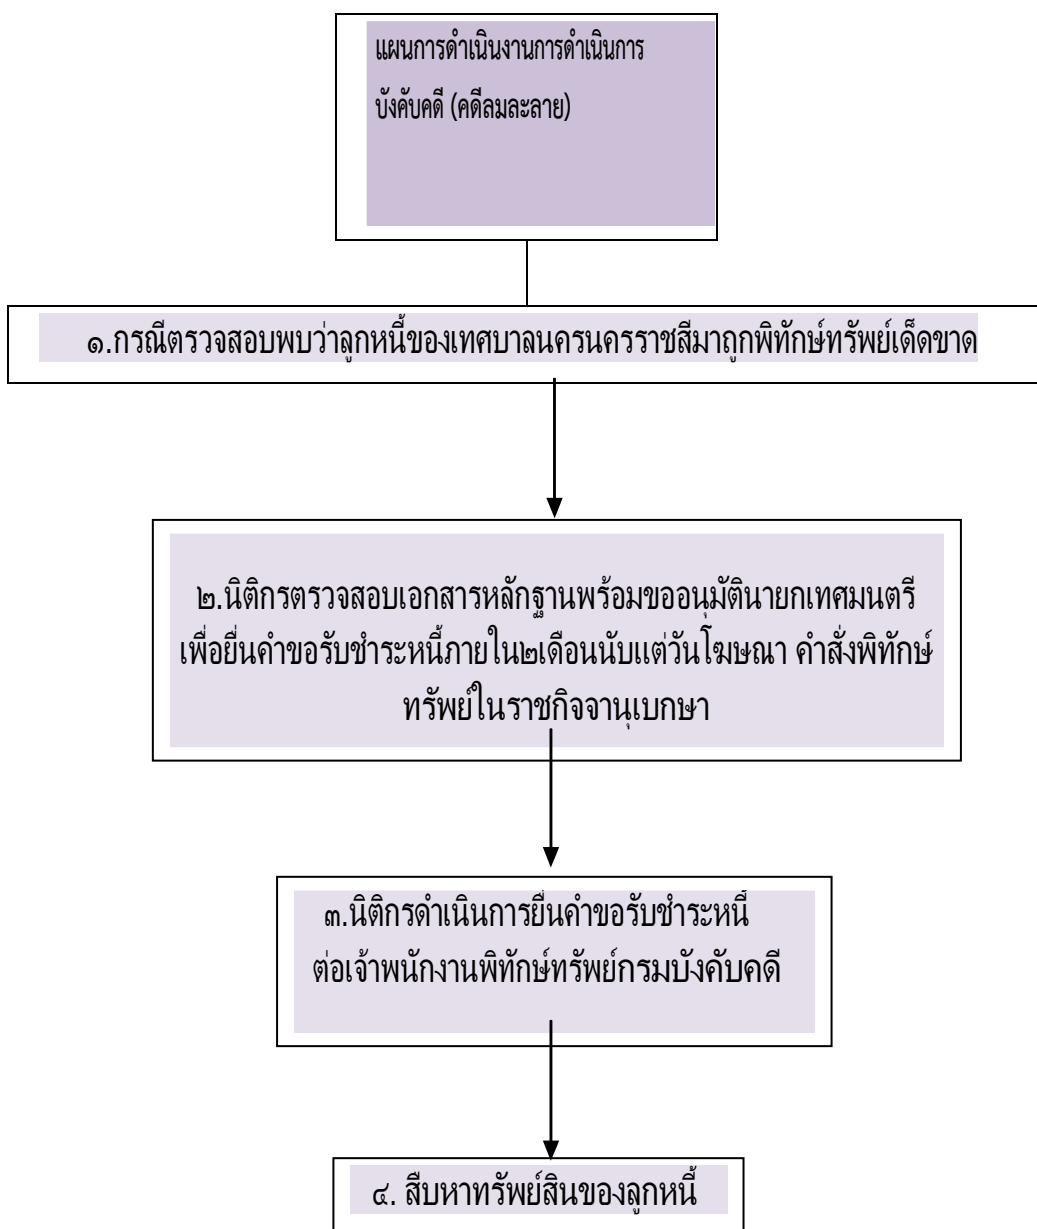 แผนการดำเนินงานการดำเนินการ
บังคับคดี (คดีล้มละลาย)
๑.กรณีตรวจสอบพบว่าลูกหนี้ของเทศบาลนครนครราชสีมาถูกพิทักษ์ทรัพย์เด็ดขาด
๒.นิติกรตรวจสอบเอกสารหลักฐานพร้อมขออนุมัตินายกเทศมนตรี
เพื่อยื่นคำขอรับชำระหนี้ภายใน๒เดือนนับแต่วันโฆษณา คำสั่งพิทักษ์
ทรัพย์ในราชกิจจานุเบกษา
๓.นิติกรดำเนินการยื่นคำขอรับชำระหนี้
ต่อเจ้าพนักงานพิทักษ์ทรัพย์กรมบังคับคดี
๔. สืบหาทรัพย์สินของลูกหนี้